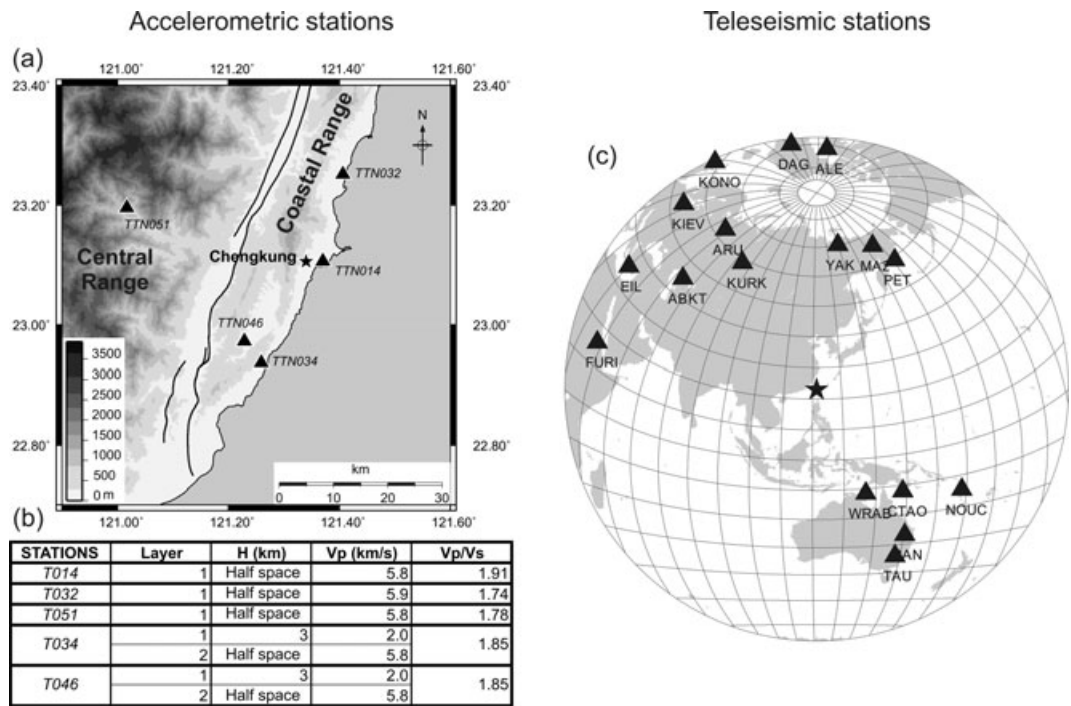 Accelerometric stations
Teleseismic stations
(a)
121.00° 121.20° 121.40° 121.60°
23.40° 23.40°
23.20° 23.20°
23.00° 23.00°
22.80° 22.80°
121.00° 121.20° 121.40° 121.60°
N
Coastal Range
TTN032
TTN051
Central
Range
Chengkung
TTN014
TTN046
TTN034
3500
3000
2500
2000
1500
1000
500
0 m
km
0 5 10 20 30
(b)
STATIONS Layer H (km) Vp (km/s) Vp/Vs
T014 1 Half space 5.8 1.91
T032 1 Half space 5.9 1.74
T051 1 Half space 5.8 1.78
T034 1 3 2.0 1.85
2 Half space 5.8
T046 1 3 2.0 1.85
2 Half space 5.8
(c)
DAG
ALE
KONO
KIEV
ARU
YAK
MA2
PET
EIL
ABKT
KURK
FURI
WRAB
CTAO
NOUC
TAU